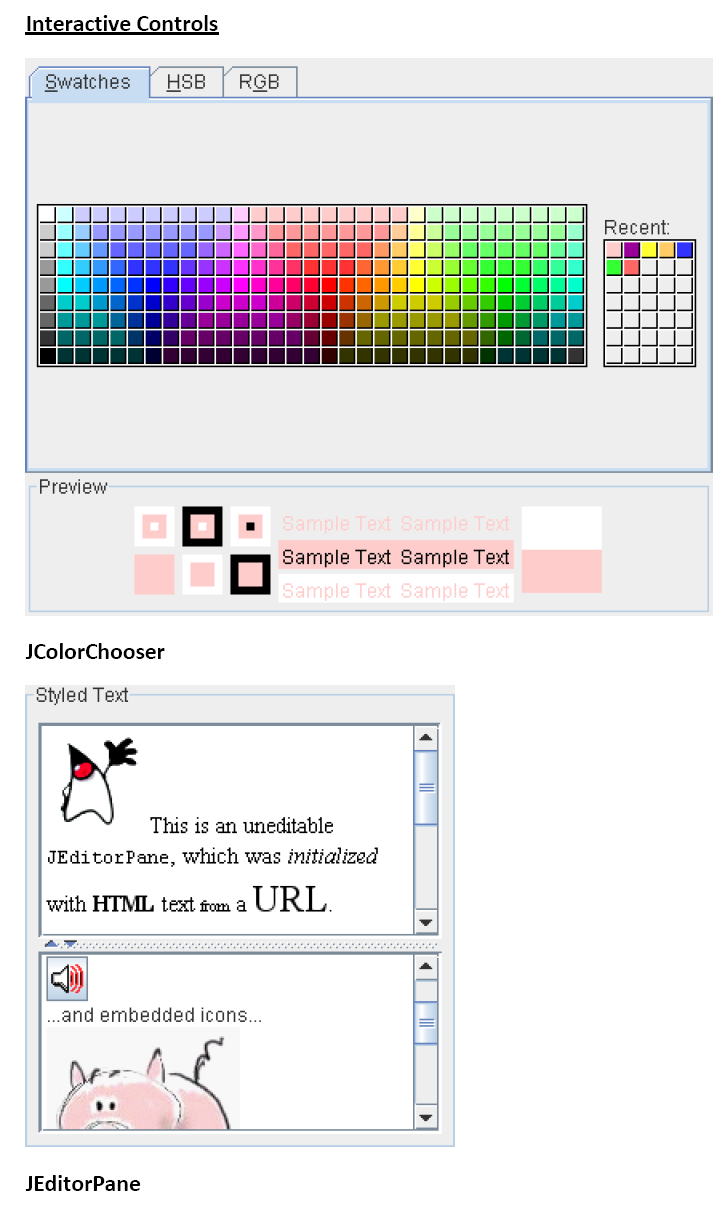 Interactive Controls
Swatches HSB RGB
Recent:
Preview
Sample Text Sample Text
Sample Text Sample Text
Sample Text Sample Text
JColorChooser
Styled Text
This is an uneditable
JEditorPane, which was initialized
with HTML text from a URL.
...and embedded icons...
JEditorPane